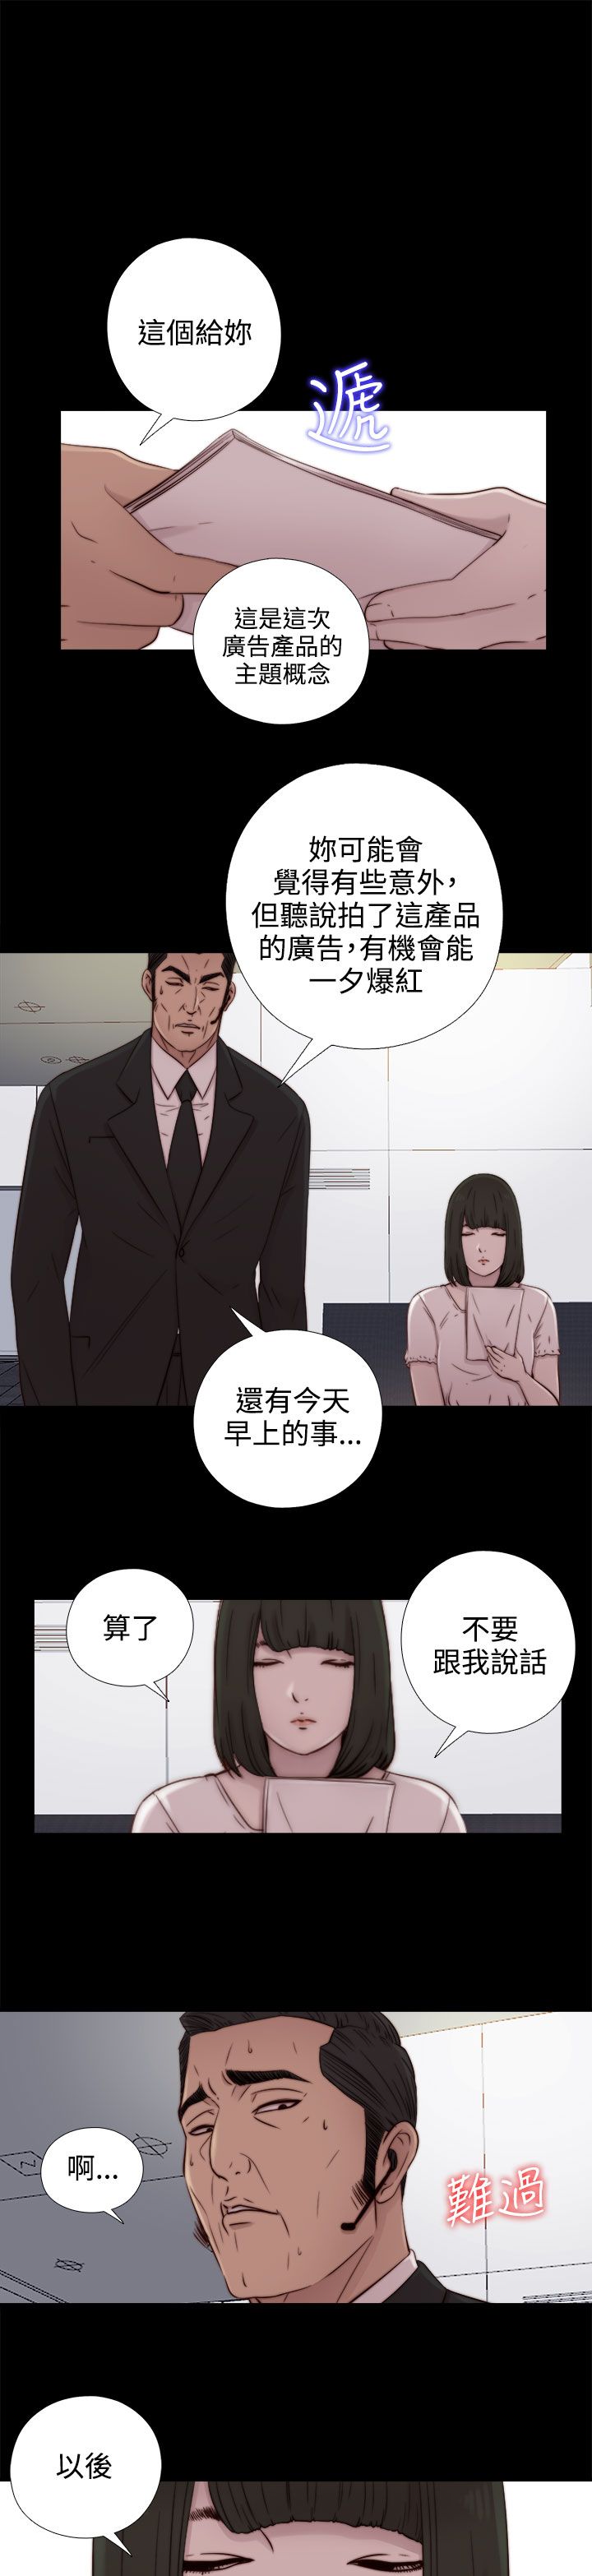 這個給妳
遞
這是這次
廣告產品的
主題概念
妳可能會
覺得有些意外,
但聽說拍了這產品
的廣告,有機會能
一夕爆紅
還有今天
早上的事...
算了
不要
跟我說話
啊...
難過
以後